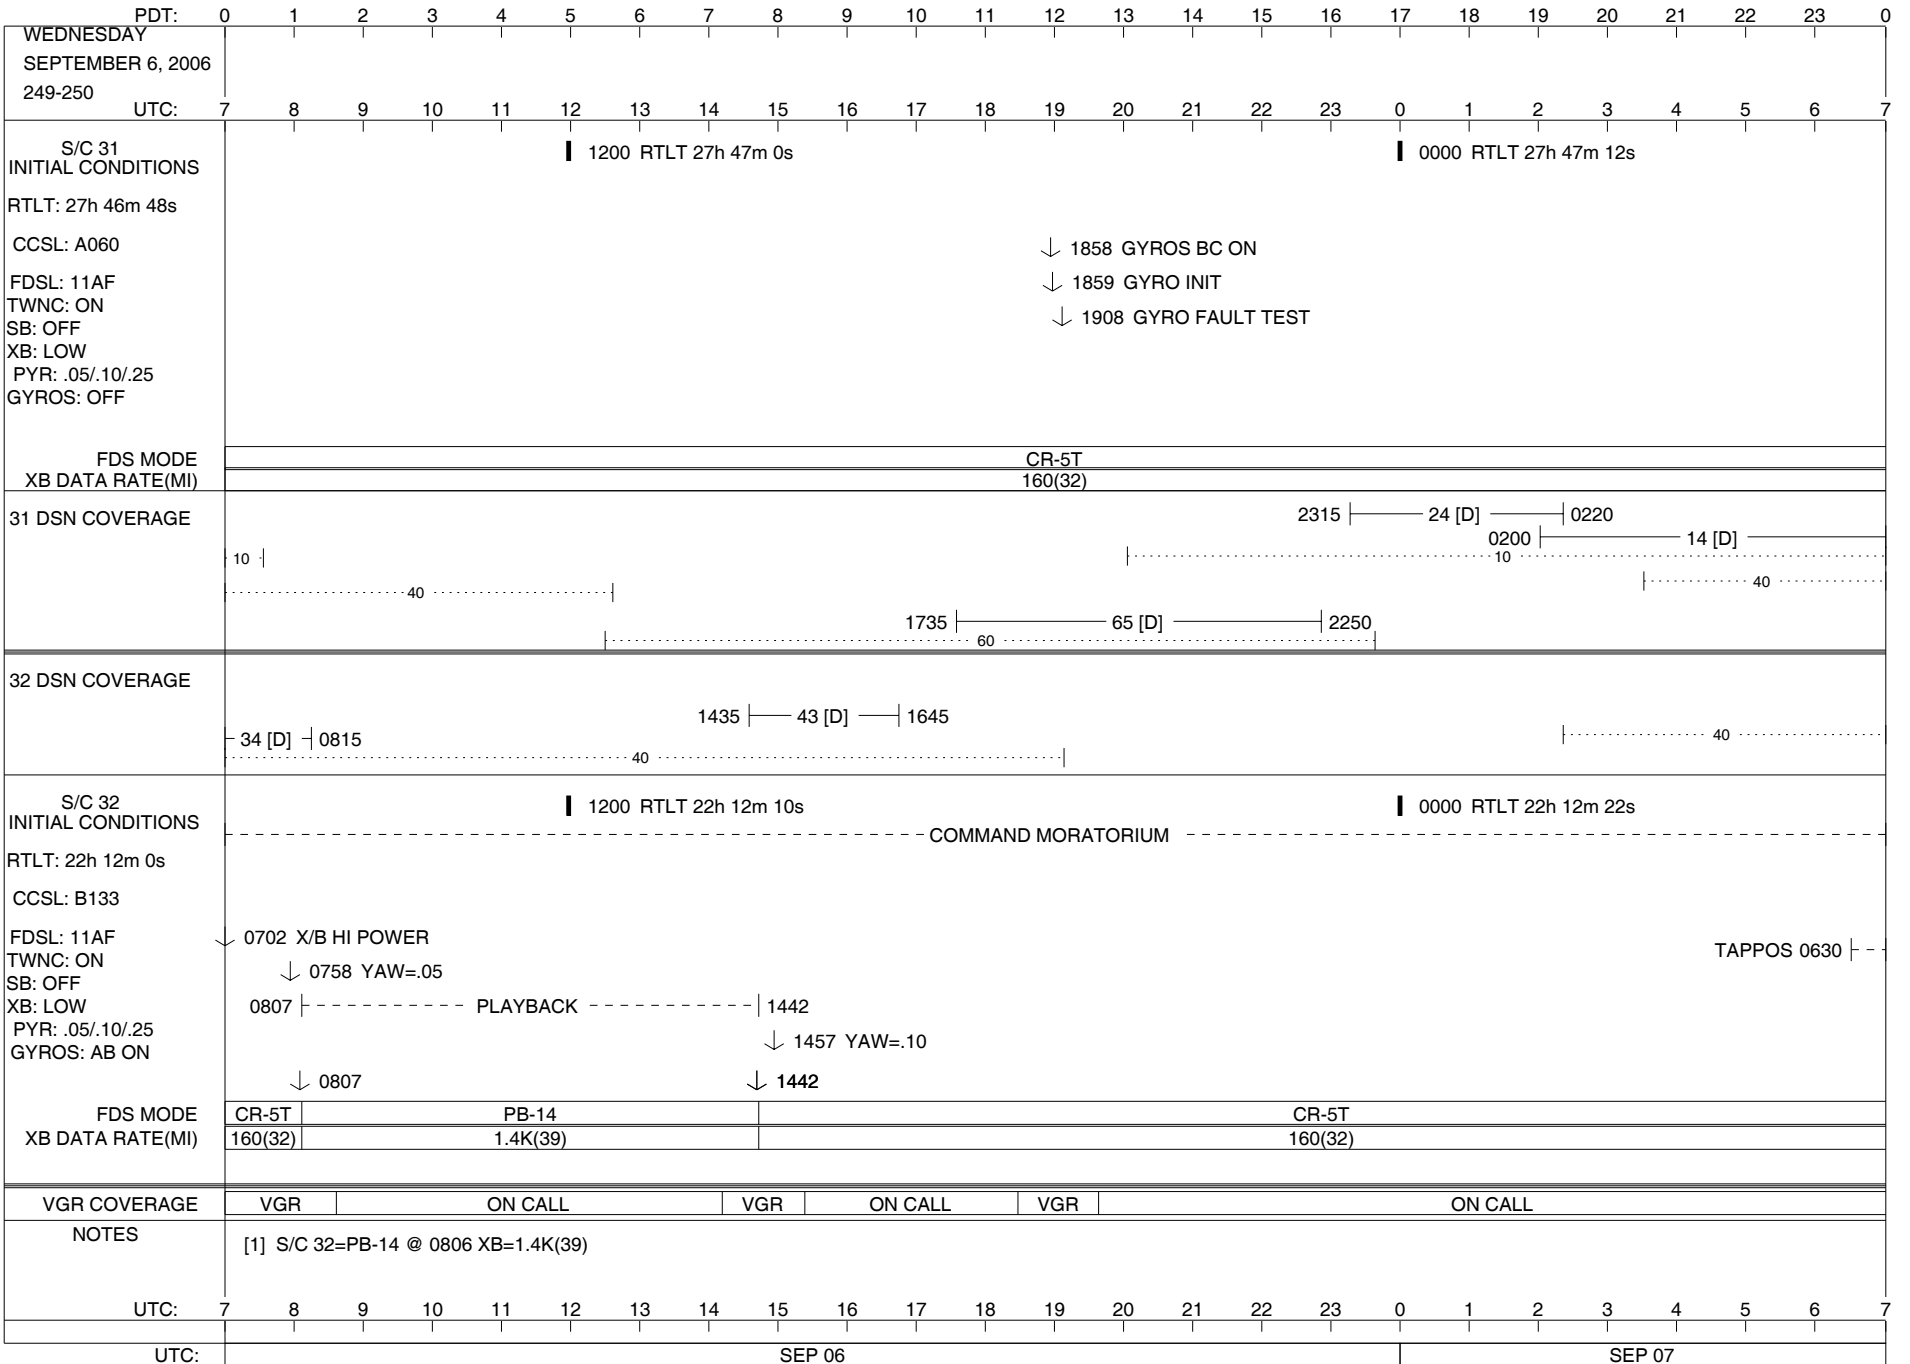 PDT: 0 1 2 3 4 5 6 7 8 9 10 11 12 13 14 15 16 17 18 19 20 21 22 23 0
WEDNESDAY
SEPTEMBER 6, 2006
249-250
UTC: 7 8 9 10 11 12 13 14 15 16 17 18 19 20 21 22 23 0 1 2 3 4 5 6 7
S/C 31
INITIAL CONDITIONS
1200 RTLT 27h 47m 0s
0000 RTLT 27h 47m 12s
RTLT: 27h 46m 48s
CCSL: A060
1858 GYROS BC ON
FDSL: 11AF
1859 GYRO INIT
TWNC: ON
1908 GYRO FAULT TEST
SB: OFF
XB: LOW
PYR: .05/.10/.25
GYROS: OFF
FDS MODE CR-5T
XB DATA RATE(MI) 160(32)
31 DSN COVERAGE
2315 24 [D] 0220
0200 14 [D]
10 10
40 40
1735 65 [D] 2250
60
32 DSN COVERAGE
1435 43 [D] 1645
34 [D] 0815 40
40
S/C 32
INITIAL CONDITIONS
1200 RTLT 22h 12m 10s
0000 RTLT 22h 12m 22s
COMMAND MORATORIUM
RTLT: 22h 12m 0s
CCSL: B133
FDSL: 11AF
0702 X/B HI POWER
TAPPOS 0630
TWNC: ON
0758 YAW=.05
SB: OFF
XB: LOW
0807 PLAYBACK 1442
PYR: .05/.10/.25
1457 YAW=.10
GYROS: AB ON
0807 1442
FDS MODE CR-5T PB-14 CR-5T
XB DATA RATE(MI) 160(32) 1.4K(39) 160(32)
VGR COVERAGE VGR ON CALL VGR ON CALL VGR ON CALL
NOTES
[1] S/C 32=PB-14 @ 0806 XB=1.4K(39)
UTC: 7 8 9 10 11 12 13 14 15 16 17 18 19 20 21 22 23 0 1 2 3 4 5 6 7
UTC: SEP 06 SEP 07